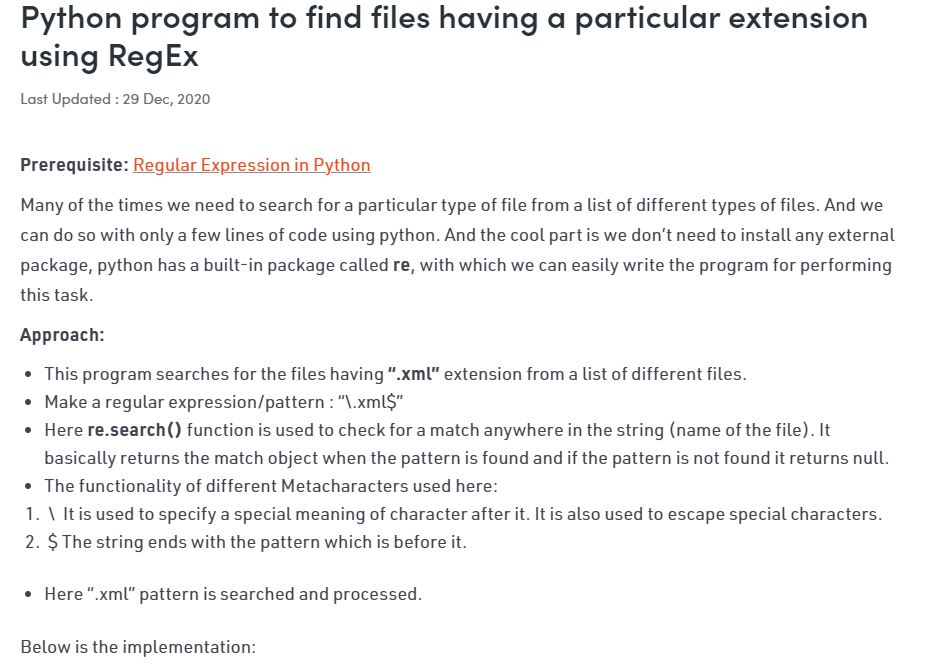 Python program to find files having a particular extension
using RegEx
Last Updated : 29 Dec, 2020
Prerequisite: Regular Expression in Python
Many of the times we need to search for a particular type of file from a list of different types of files. And we
can do so with only a few lines of code using python. And the cool part is we don’t need to install any external
package, python has a built-in package called re, with which we can easily write the program for performing
this task.
Approach:
• This program searches for the files having “.xml” extension from a list of different files.
• Make a regular expression/pattern : “\.xml$”
• Here re.search() function is used to check for a match anywhere in the string (name of the file). It
basically returns the match object when the pattern is found and if the pattern is not found it returns null.
• The functionality of different Metacharacters used here:
1. \ It is used to specify a special meaning of character after it. It is also used to escape special characters.
2. $ The string ends with the pattern which is before it.
• Here “.xml” pattern is searched and processed.
Below is the implementation: